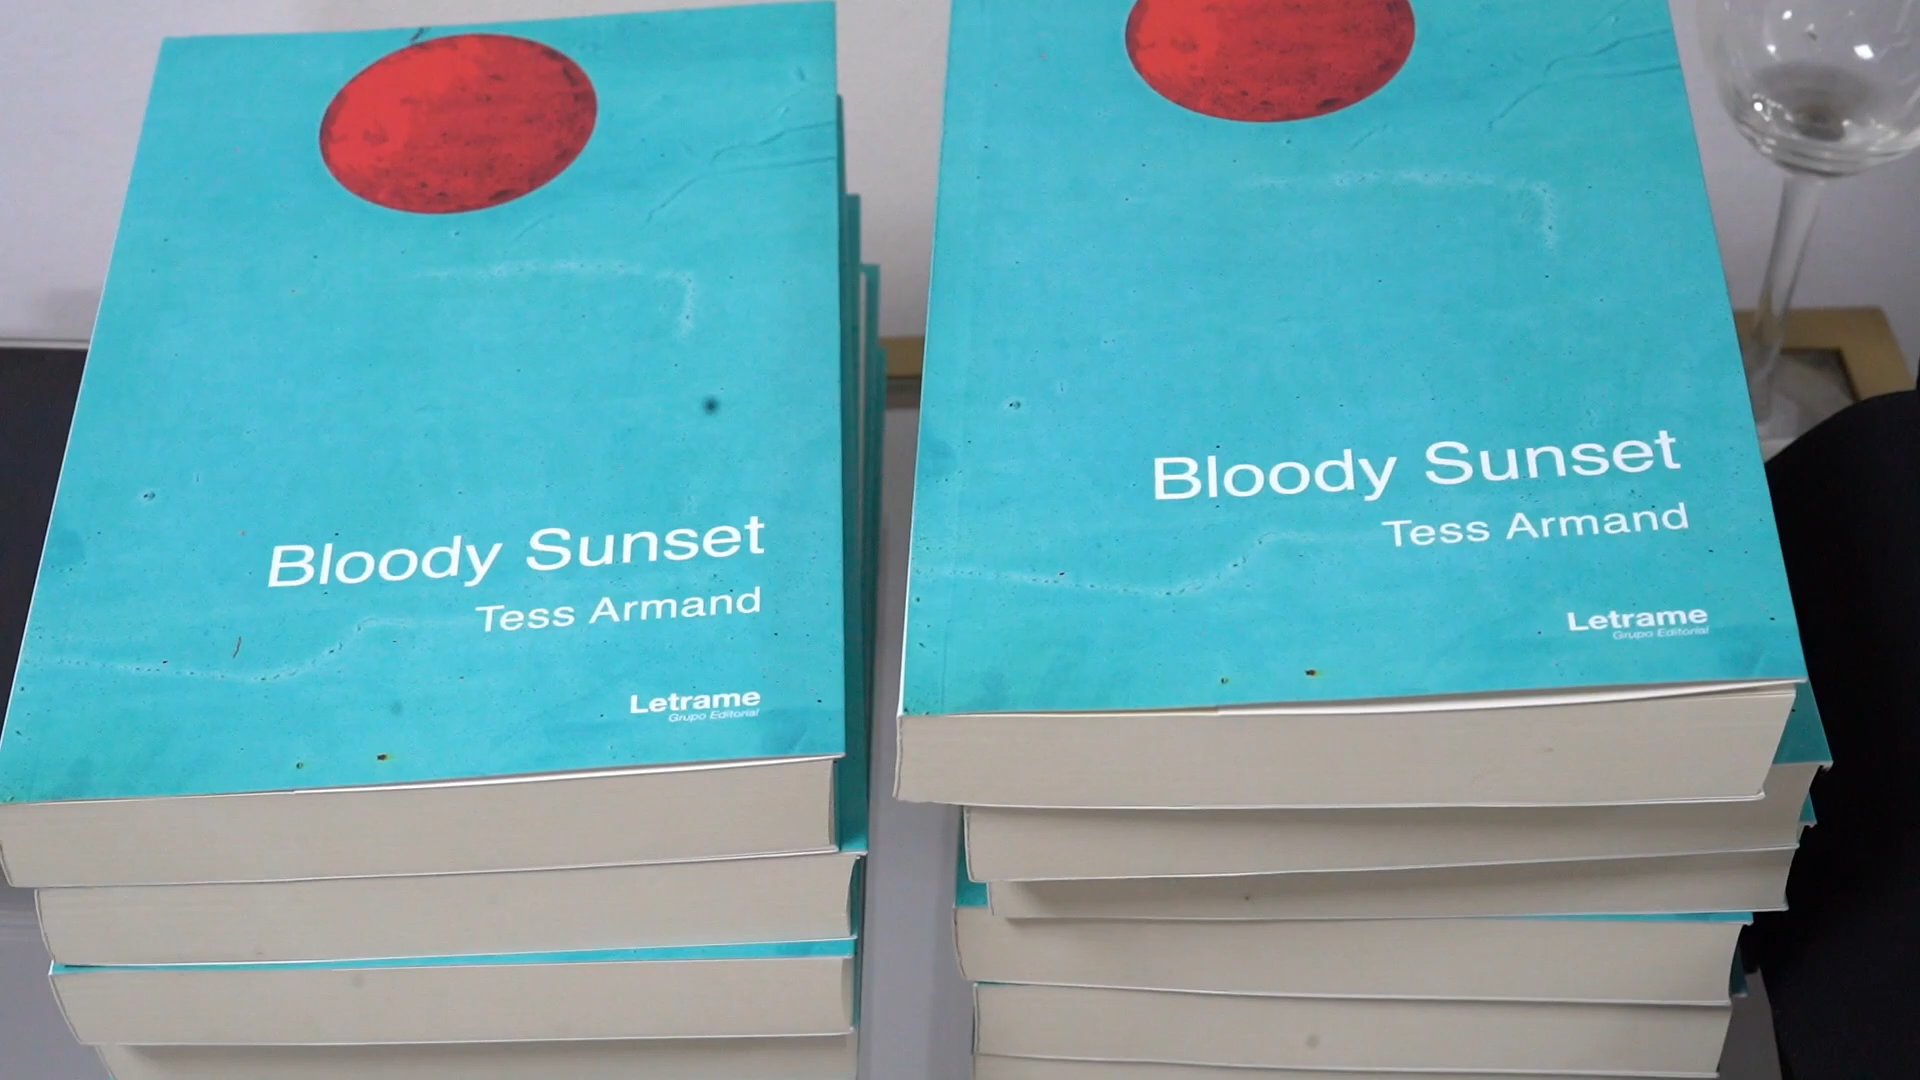 Bloody Sunset
Tess Armand
Letrame
Grupo Editorial
Bloody Sunset
Tess Armand
Letrame
Grupo Editorial